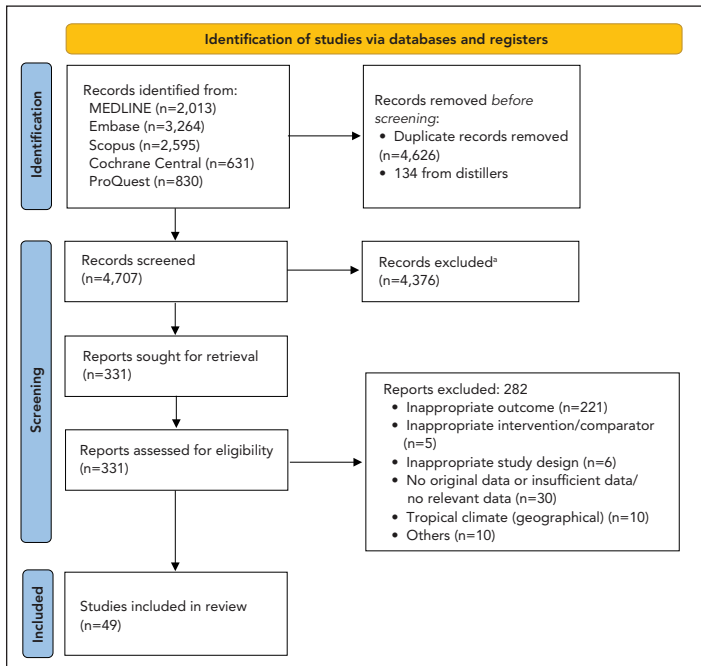 Identification of studies via databases and registers
Identification
Records identified from:
MEDLINE (n=2,013)
Embase (n=3,264)
Scopus (n=2,595)
Cochrane Central (n=631)
ProQuest (n=830)
Records removed before
screening:
• Duplicate records removed
(n=4,626)
• 134 from distillers
Screening
Records screened
(n=4,707)
Records excludedᵃ
(n=4,376)
Reports sought for retrieval
(n=331)
Reports assessed for eligibility
(n=331)
Reports excluded: 282
• Inappropriate outcome (n=221)
• Inappropriate intervention/comparator
(n=5)
• Inappropriate study design (n=6)
• No original data or insufficient data/
no relevant data (n=30)
• Tropical climate (geographical) (n=10)
• Others (n=10)
Included
Studies included in review
(n=49)